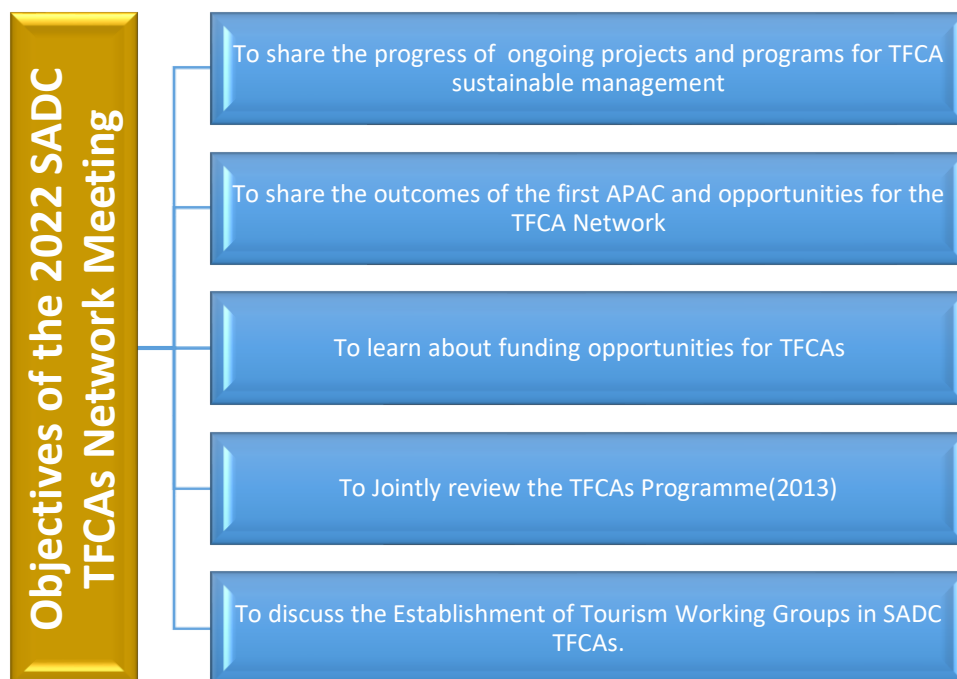 Objectives of the 2022 SADC
TFCAs Network Meeting
To share the progress of ongoing projects and programs for TFCA
sustainable management
To share the outcomes of the first APAC and opportunities for the
TFCA Network
To learn about funding opportunities for TFCAs
To Jointly review the TFCAs Programme(2013)
To discuss the Establishment of Tourism Working Groups in SADC
TFCAs.